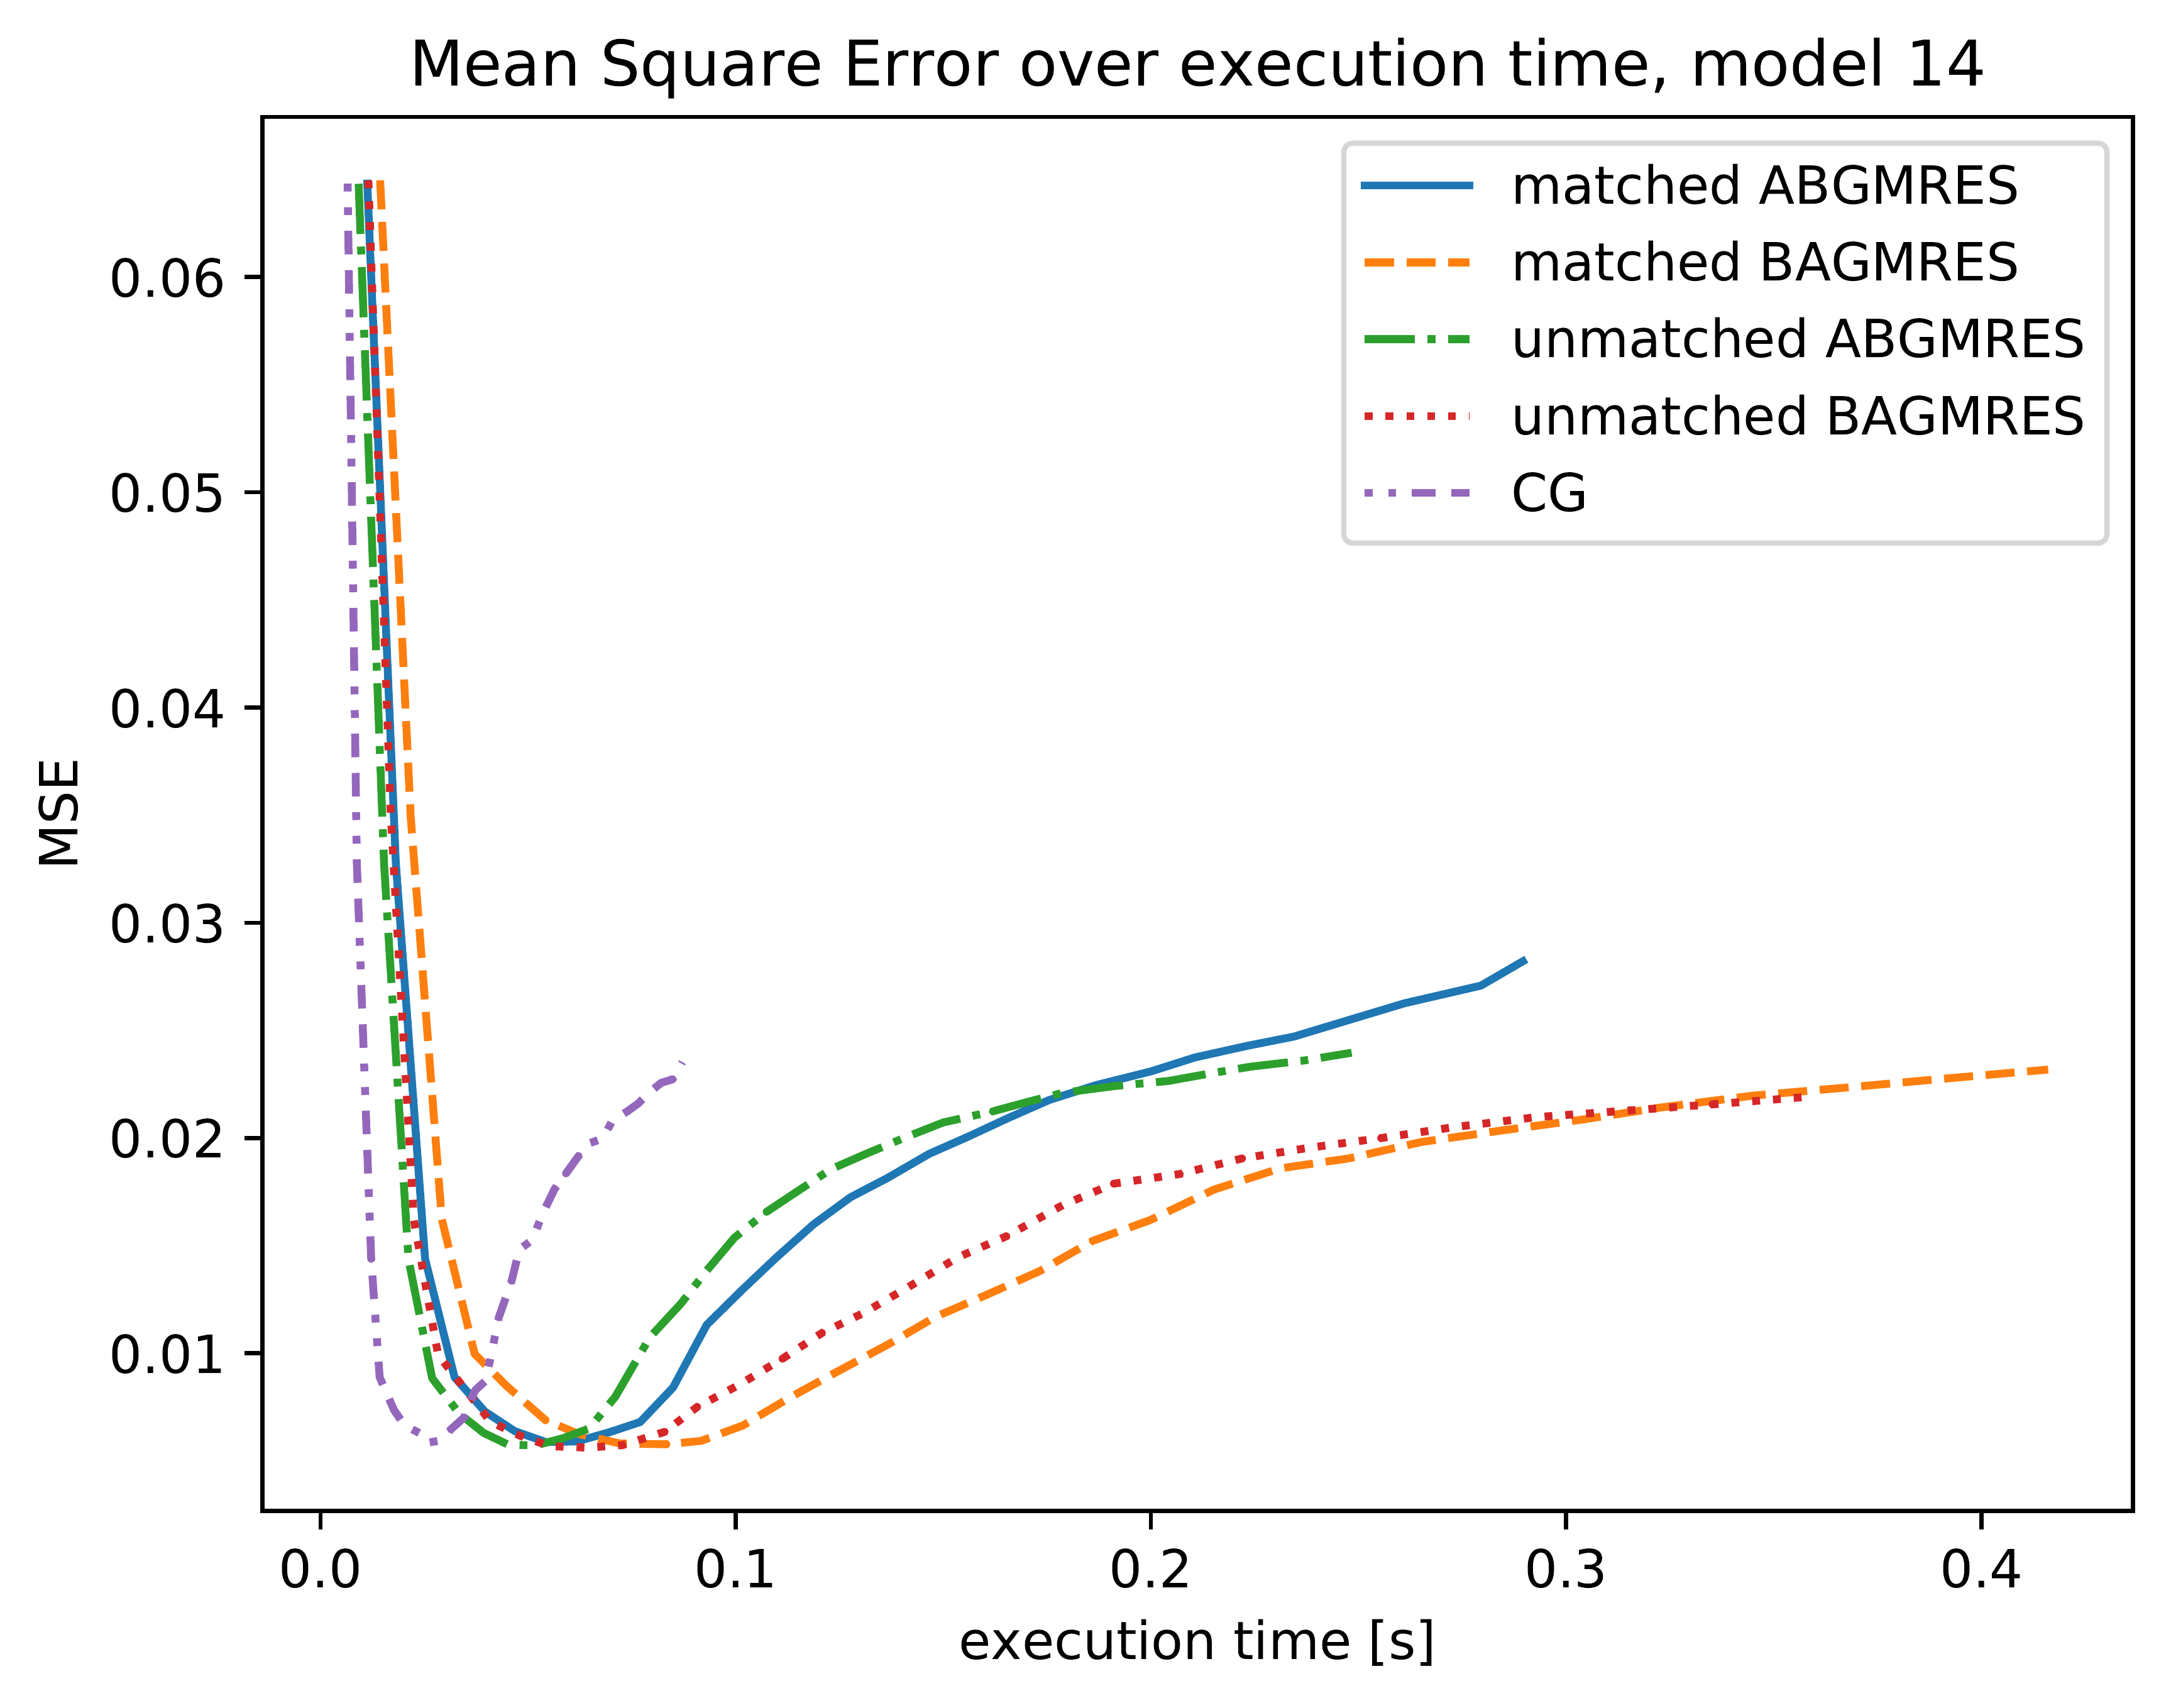 Mean Square Error over execution time, model 14
matched ABGMRES
matched BAGMRES
unmatched ABGMRES
unmatched BAGMRES
CG
0.06
0.05
0.04
0.03
0.02
0.01
MSE
0.0 0.1 0.2 0.3 0.4
execution time [s]